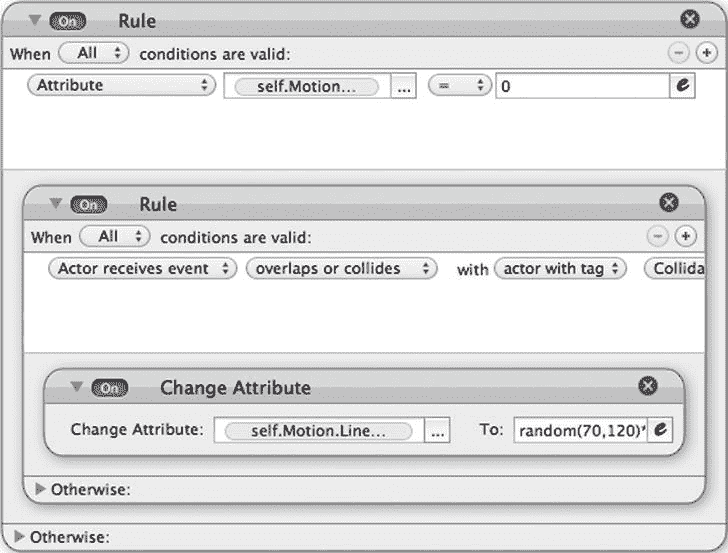 On Rule
When All conditions are valid:
Attribute self.Motion... ... = 0 e
On Rule
When All conditions are valid:
Actor receives event overlaps or collides with actor with tag Collida
On Change Attribute
Change Attribute: self.Motion.Line... ... To: random(70,120)* e
Otherwise:
Otherwise: